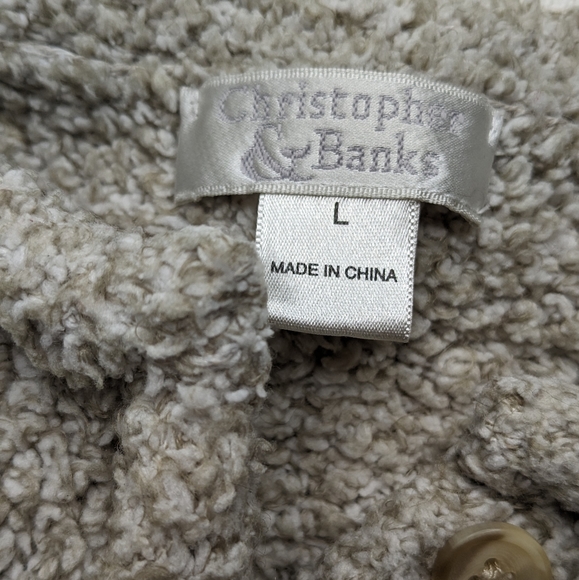 Christopher
& Banks
L
MADE IN CHINA